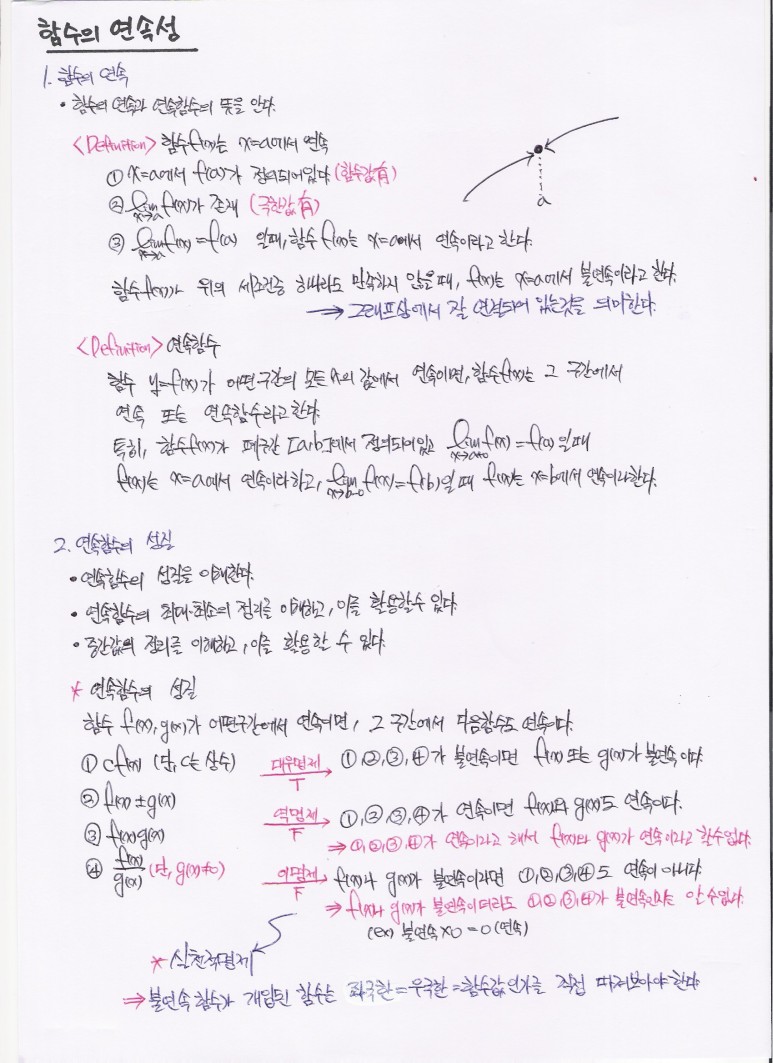 함수의 연속성
1. 함수의 연속
• 함수의 연속과 연속함수의 뜻을 안다.
<Definition> 함수 f(x)는 x=a에서 연속
① x=a에서 f(a)가 정의되어있다 (함수값 有)
② lim x→a f(x)가 존재 (극한값 有)
③ lim x→a f(x) = f(a) 일때, 함수 f(x)는 x=a에서 연속이라고 한다.
a
함수 f(x)가 위의 세조건중 하나라도 만족하지 않을때, f(x)는 x=a에서 불연속이라고 한다.
→ 그래프상에서 잘 연결되어 있는것을 의미한다.
<Definition> 연속함수
함수 y=f(x)가 어떤구간의 모든 x의 값에서 연속이면, 함수 f(x)는 그 구간에서
연속 또는 연속함수라고 한다.
특히, 함수 f(x)가 폐구간 [a,b]에서 정의되어있고 lim x→a+0 f(x) = f(a) 일때
f(x)는 x=a에서 연속이라하고, lim x→b-0 f(x) = f(b)일 때 f(x)는 x=b에서 연속이라한다.
2. 연속함수의 성질
• 연속함수의 성질을 이해한다.
• 연속함수의 최대·최소의 정리를 이해하고, 이를 활용할수 있다.
• 중간값의 정리를 이해하고, 이를 활용할 수 있다.
* 연속함수의 성질
함수 f(x), g(x)가 어떤구간에서 연속이면, 그 구간에서 다음함수도 연속이다.
① cf(x) (단, c는 상수) 대우명제 T → ①,②,③,④가 불연속이면 f(x) 또는 g(x)가 불연속 이다.
② f(x)±g(x)
③ f(x)g(x) 역명제 F → ①,②,③,④가 연속이면 f(x)와 g(x)도 연속이다.
⇒ ①,②,③,④가 연속이라고 해서 f(x)와 g(x)가 연속이라고 할수없다.
④ f(x)/g(x) (단, g(x)≠0) 이명제 F → f(x)나 g(x)가 불연속이라면 ①,②,③,④도 연속이 아니다.
⇒ f(x)나 g(x)가 불연속이더라도 ①,②,③,④가 불연속인지는 알 수없다.
(ex) 불연속×0 = 0 (연속)
* 실전측명제
⇒ 불연속 함수가 개입된 함수는 좌극한=우극한=함수값 인가를 직접 따져보아야 한다.